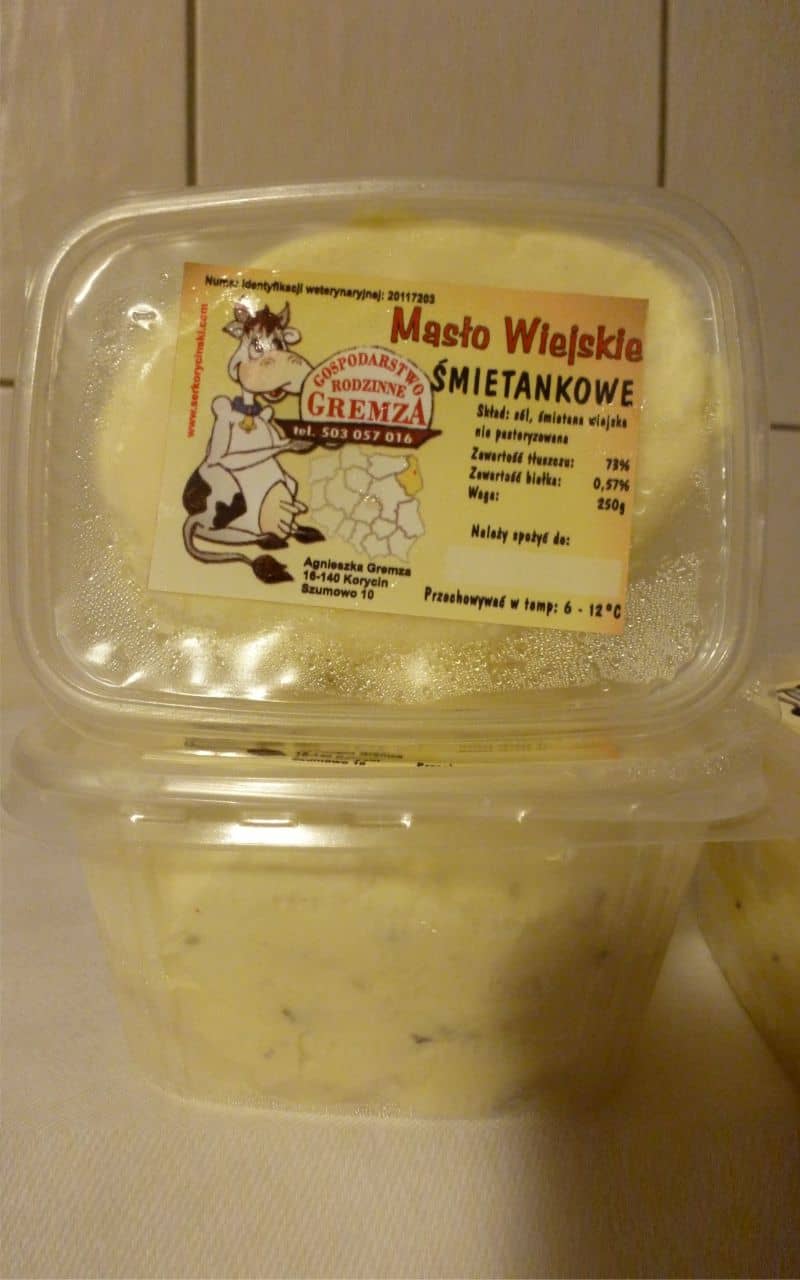 Numer identyfikacji weterynaryjnej: 20117203
www.serkorycinski.com
Masło Wiejskie
ŚMIETANKOWE
GOSPODARSTWO
RODZINNE
GREMZA
tel. 503 057 016
Skład: sól, śmietana wiejska
nie pasteryzowana
Zawartość tłuszczu: 73%
Zawartość białka: 0,57%
Waga: 250g
Należy spożyć do:
Agnieszka Gremza
16-140 Korycin
Szumowo 10
Przechowywać w temp: 6 - 12°C